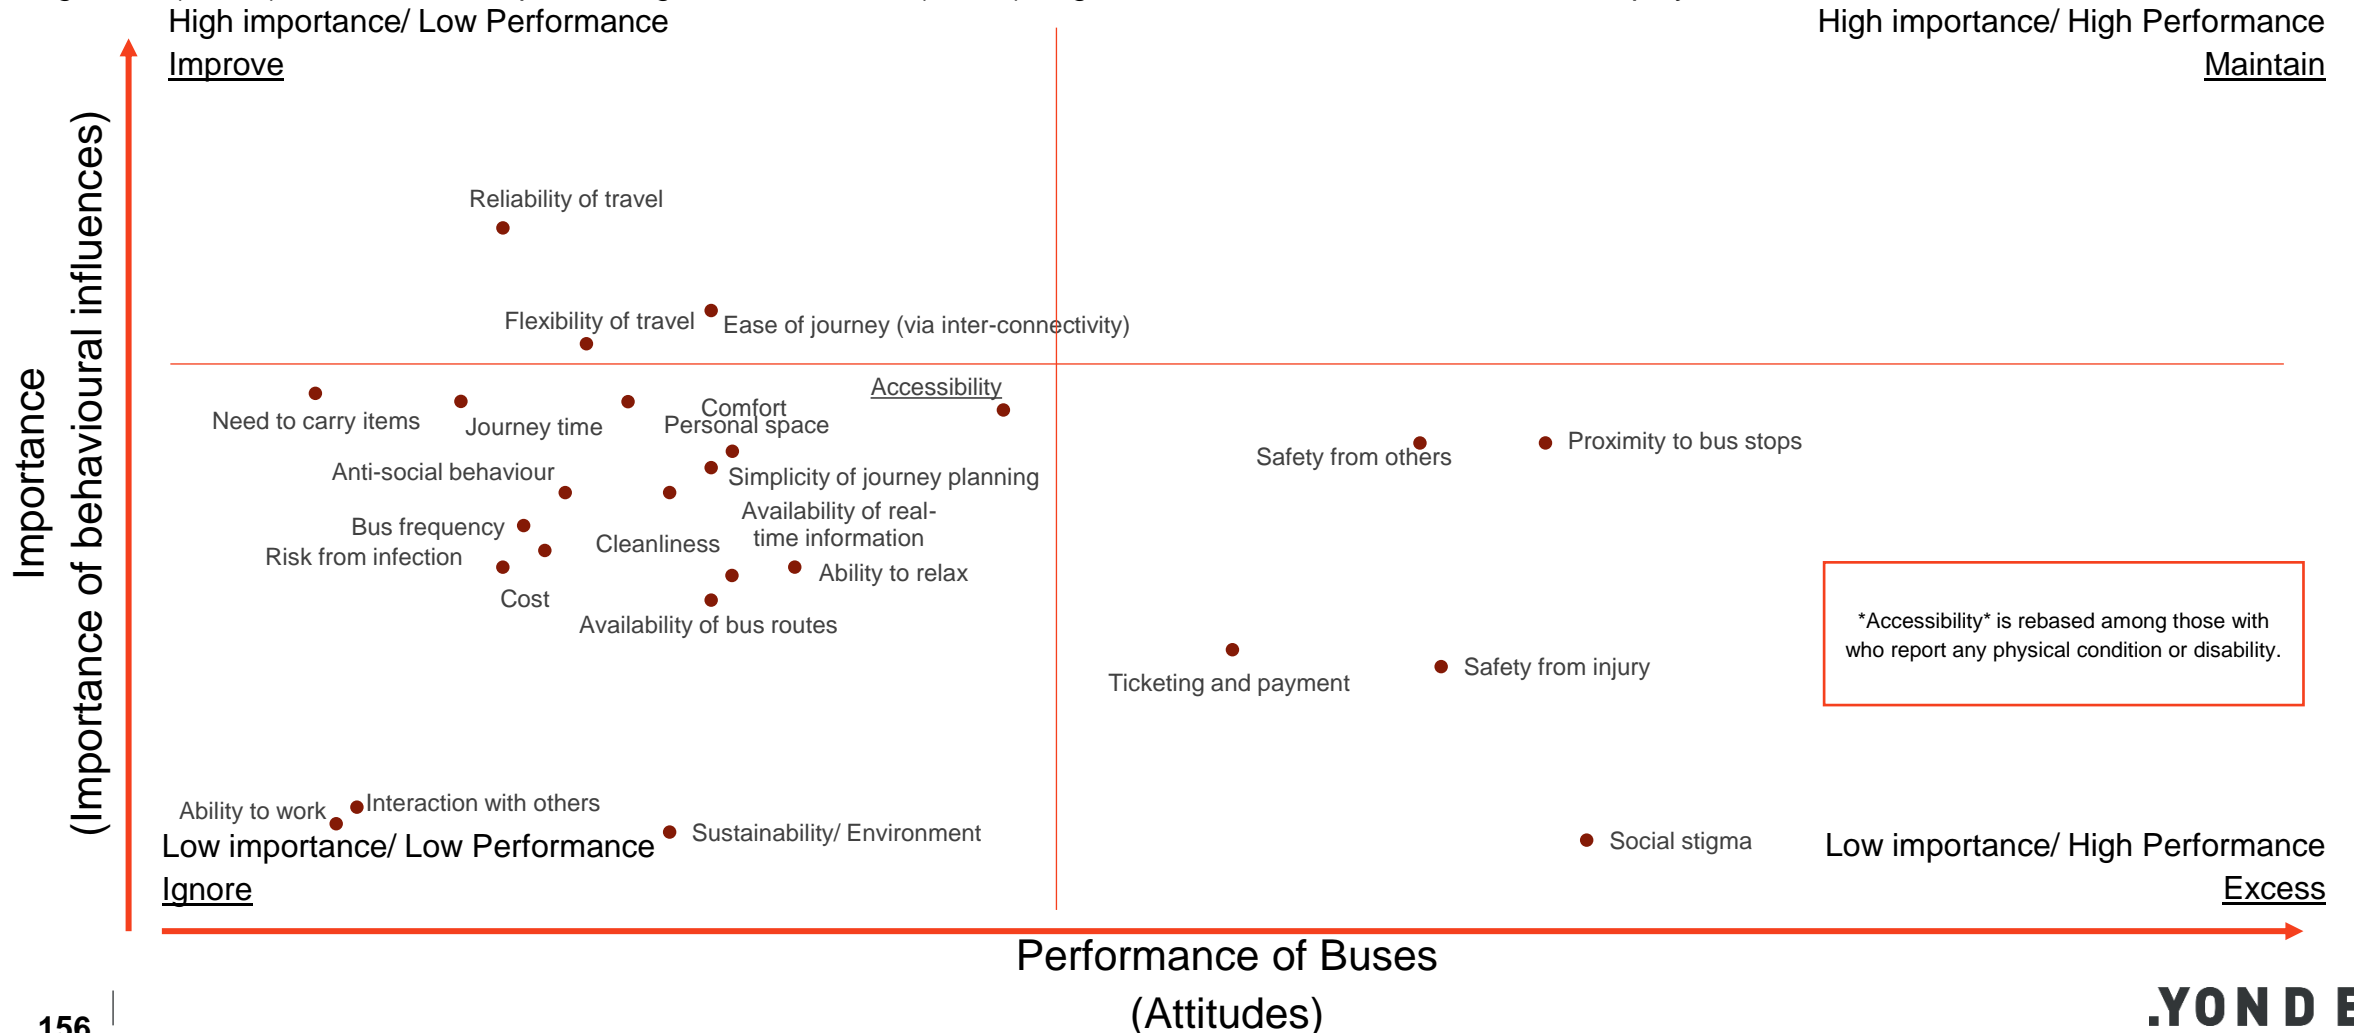 High importance/ Low Performance
Improve
High importance/ High Performance
Maintain
Importance
(Importance of behavioural influences)
Reliability of travel
Flexibility of travel
Ease of journey (via inter-connectivity)
Accessibility
Need to carry items
Journey time
Comfort
Personal space
Safety from others
Proximity to bus stops
Anti-social behaviour
Simplicity of journey planning
Availability of real-
time information
Bus frequency
Cleanliness
Risk from infection
Ability to relax
Cost
Availability of bus routes
*Accessibility* is rebased among those with
who report any physical condition or disability.
Ticketing and payment
Safety from injury
Ability to work
Interaction with others
Sustainability/ Environment
Social stigma
Low importance/ Low Performance
Ignore
Low importance/ High Performance
Excess
Performance of Buses
(Attitudes)
156
.YONDE